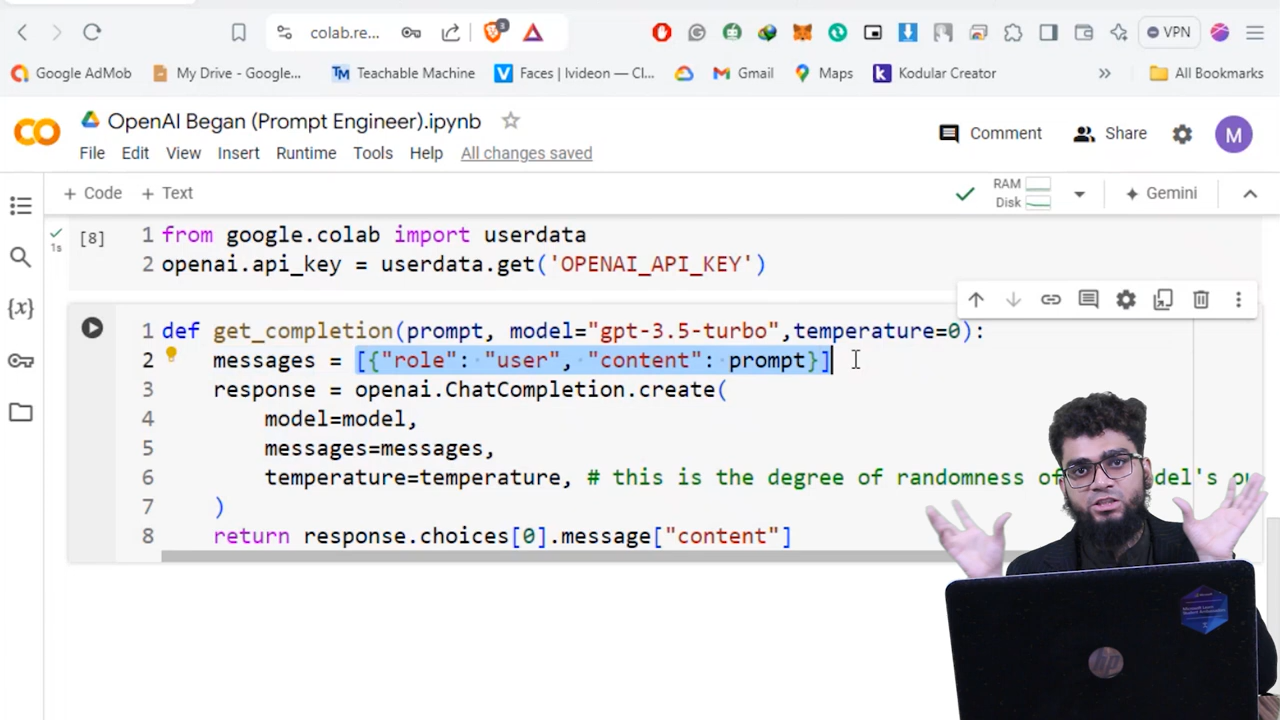 colab.re...
3
VPN
Google AdMob
My Drive - Google...
TM Teachable Machine
Faces | Ivideon — Cl...
Gmail
Maps
Kodular Creator
»
All Bookmarks
CO
OpenAI Began (Prompt Engineer).ipynb
Comment
Share
M
File Edit View Insert Runtime Tools Help All changes saved
+ Code + Text
RAM
Disk
Gemini
1s
[8]
1 from google.colab import userdata
2 openai.api_key = userdata.get('OPENAI_API_KEY')
{x}
1 def get_completion(prompt, model="gpt-3.5-turbo",temperature=0):
2 messages = [{"role": "user", "content": prompt}]
3 response = openai.ChatCompletion.create(
4 model=model,
5 messages=messages,
6 temperature=temperature, # this is the degree of randomness of
7 )
8 return response.choices[0].message["content"]
hp